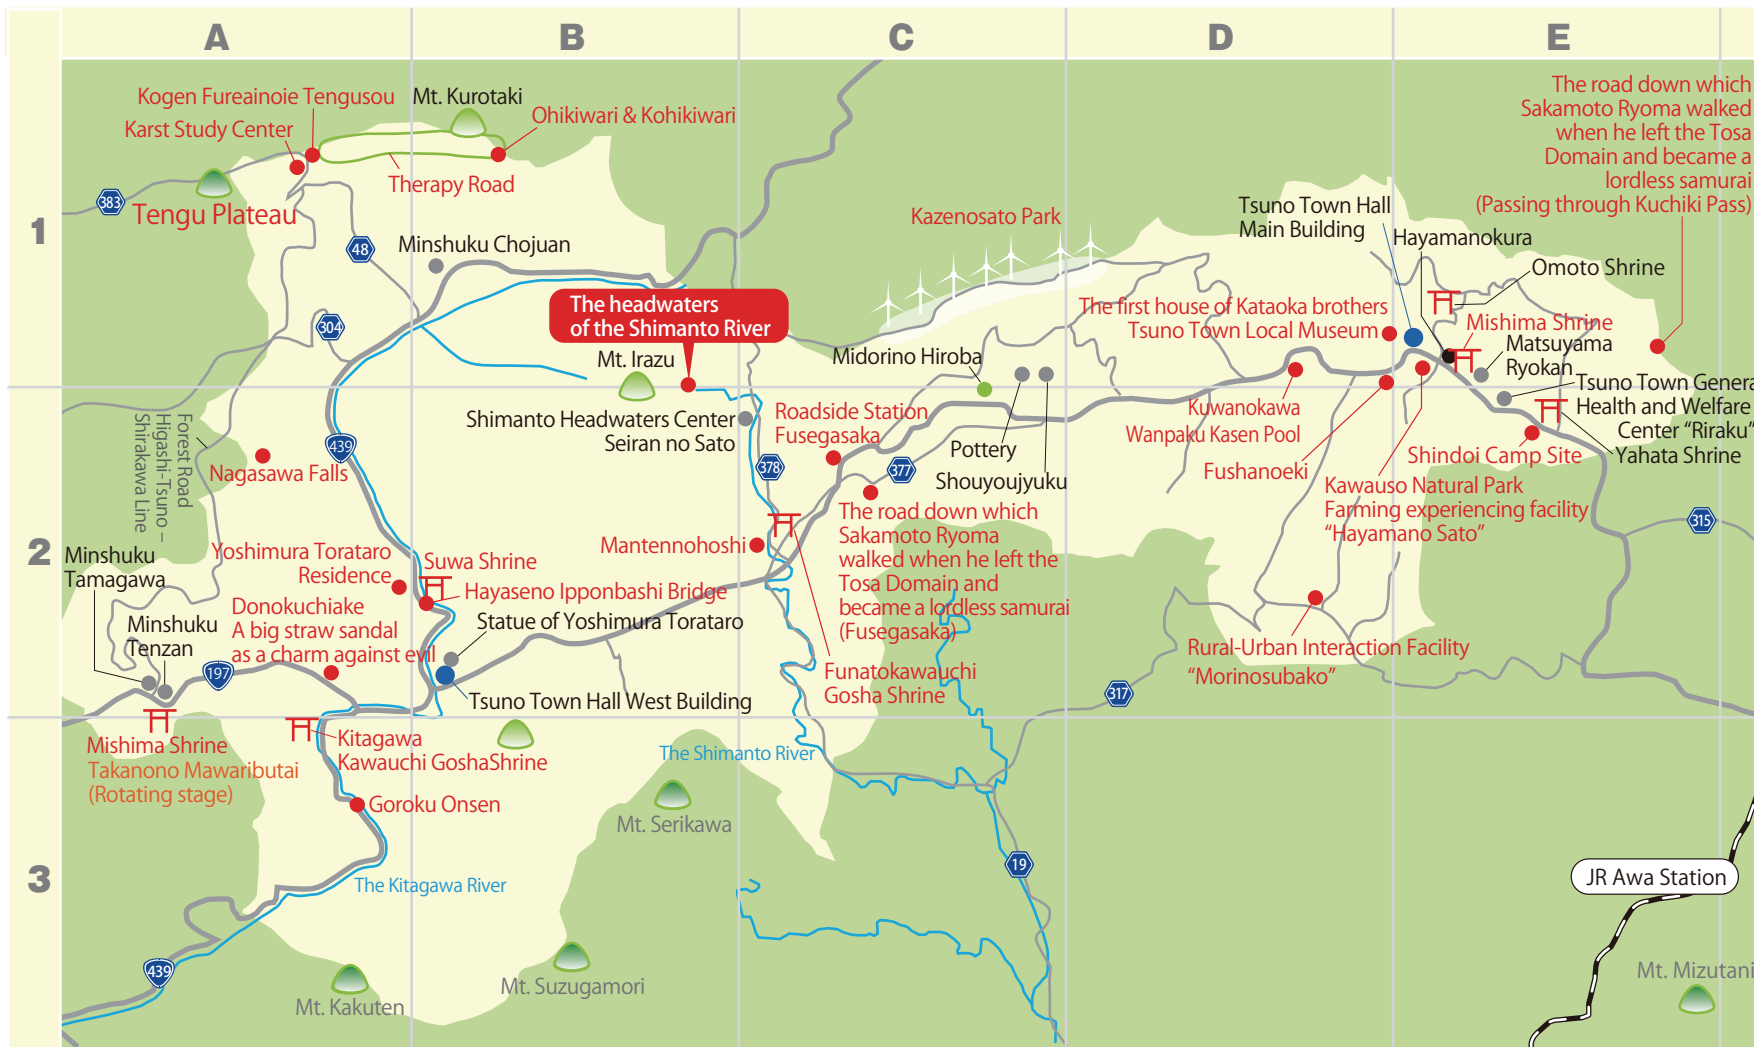 A
B
C
D
E
1
2
3
Kogen Fureainoie Tengusou
Karst Study Center
Mt. Kurotaki
Ohikiwari & Kohikiwari
Therapy Road
383
Tengu Plateau
48
Minshuku Chojuan
304
The headwaters
of the Shimanto River
Mt. Irazu
Kazenosato Park
Midorino Hiroba
Tsuno Town Hall
Main Building
Hayamanokura
Omoto Shrine
The first house of Kataoka brothers
Tsuno Town Local Museum
Mishima Shrine
Matsuyama
Ryokan
The road down which
Sakamoto Ryoma walked
when he left the Tosa
Domain and became a
lordless samurai
(Passing through Kuchiki Pass)
Forest Road
Higashi-Tsuno –
Shirakawa Line
439
Nagasawa Falls
Shimanto Headwaters Center
Seiran no Sato
Roadside Station
Fusegasaka
378
377
Pottery
Shouyoujyuku
Kuwanokawa
Wanpaku Kasen Pool
Fushanoeki
Tsuno Town Genera
Health and Welfare
Center “Riraku”
Yahata Shrine
Shindoi Camp Site
Kawauso Natural Park
Farming experiencing facility
“Hayamano Sato”
315
The road down which
Sakamoto Ryoma
walked when he left the
Tosa Domain and
became a lordless samurai
(Fusegasaka)
Mantennohoshi
Minshuku
Tamagawa
Yoshimura Torataro
Residence
Suwa Shrine
Hayaseno Ipponbashi Bridge
Donokuchiake
A big straw sandal
as a charm against evil
Minshuku
Tenzan
Statue of Yoshimura Torataro
197
Tsuno Town Hall West Building
Funatokawauchi
Gosha Shrine
Rural-Urban Interaction Facility
“Morinosubako”
317
Mishima Shrine
Takanono Mawaributai
(Rotating stage)
Kitagawa
Kawauchi GoshaShrine
Goroku Onsen
The Shimanto River
Mt. Serikawa
The Kitagawa River
19
JR Awa Station
439
Mt. Kakuten
Mt. Suzugamori
Mt. Mizutani